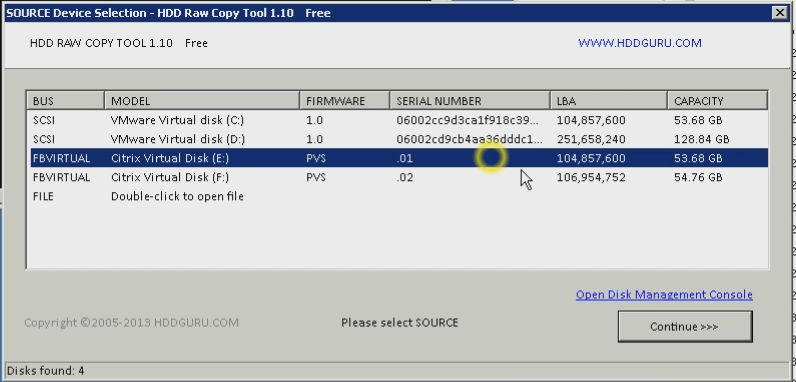 SOURCE Device Selection - HDD Raw Copy Tool 1.10   Free
HDD RAW COPY TOOL 1.10   Free   WWW.HDDGURU.COM
BUS   MODEL   FIRMWARE   SERIAL NUMBER   LBA   CAPACITY
SCSI   VMware Virtual disk (C:)   1.0   06002cc9d3ca1f918c39...   104,857,600   53.68 GB
SCSI   VMware Virtual disk (D:)   1.0   06002cd9cb4aa36dddc1...   251,658,240   128.84 GB
FBVIRTUAL   Citrix Virtual Disk (E:)   PVS   .01   104,857,600   53.68 GB
FBVIRTUAL   Citrix Virtual Disk (F:)   PVS   .02   106,954,752   54.76 GB
FILE   Double-click to open file
Open Disk Management Console
Copyright ©2005-2013 HDDGURU.COM   Please select SOURCE   Continue >>>
Disks found: 4